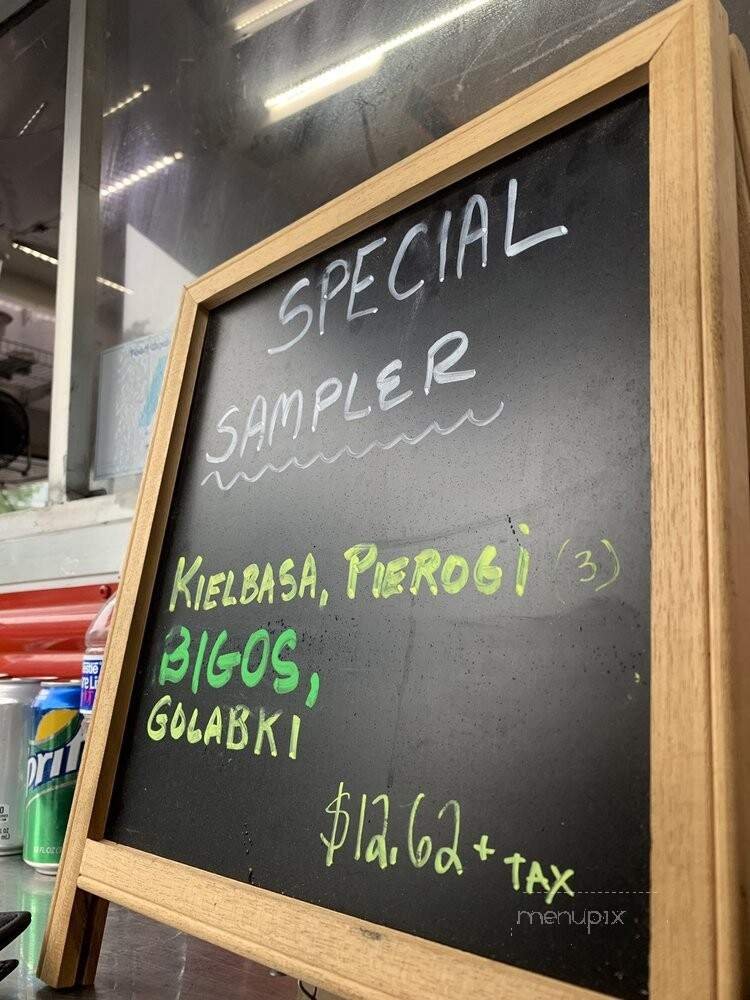 SPECIAL
SAMPLER
KIELBASA, PIEROGi (3)
BIGOS,
GOLABKI
$12.62 + TAX
menupix